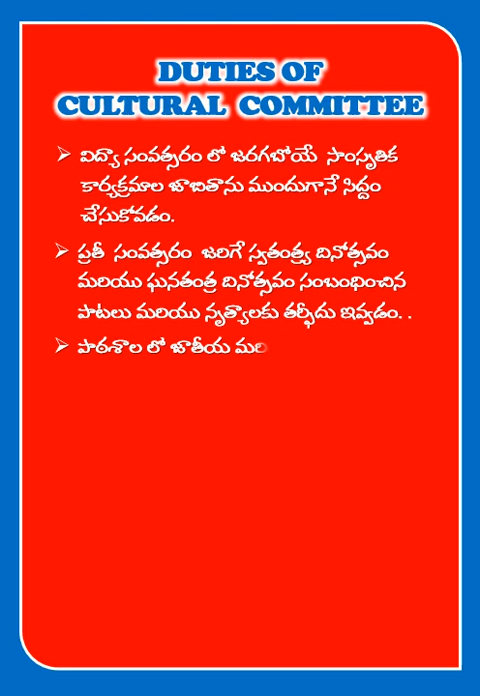 DUTIES OF
CULTURAL COMMITTEE
➢ విద్యా సంవత్సరం లో జరగబోయే సాంస్కృతిక
కార్యక్రమాల జాబితాను ముందుగానే సిద్దం
చేసుకోవడం.
➢ ప్రతీ సంవత్సరం జరిగే స్వతంత్ర్య దినోత్సవం
మరియు ఘనతంత్ర దినోత్సవం సంబంధించిన
పాటలు మరియు నృత్యాలకు తర్ఫీదు ఇవ్వడం. .
➢ పాఠశాల లో జాతీయ మరి